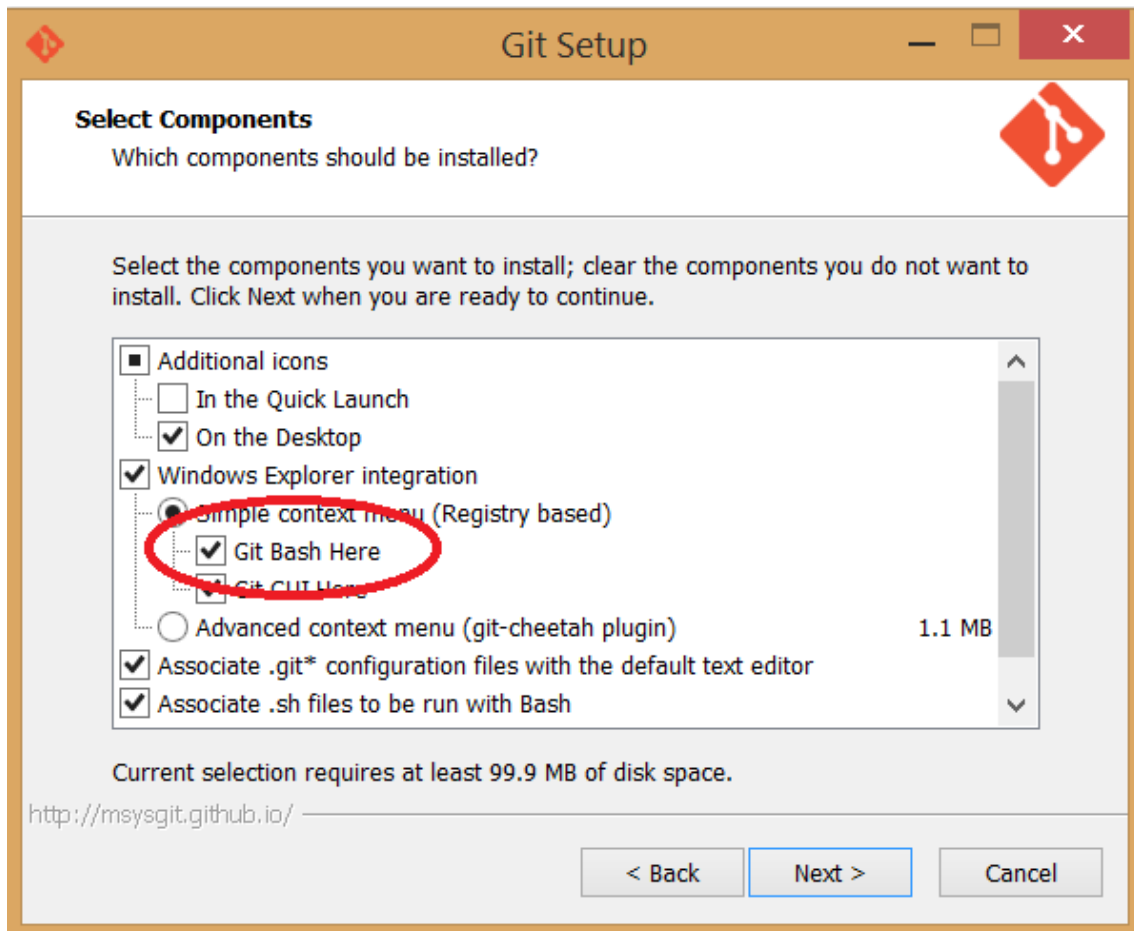 Git Setup
Select Components
Which components should be installed?
Select the components you want to install; clear the components you do not want to
install. Click Next when you are ready to continue.
Additional icons
In the Quick Launch
On the Desktop
Windows Explorer integration
Simple context menu (Registry based)
Git Bash Here
Git GUI Here
Advanced context menu (git-cheetah plugin) 1.1 MB
Associate .git* configuration files with the default text editor
Associate .sh files to be run with Bash
Current selection requires at least 99.9 MB of disk space.
http://msysgit.github.io/
< Back Next > Cancel